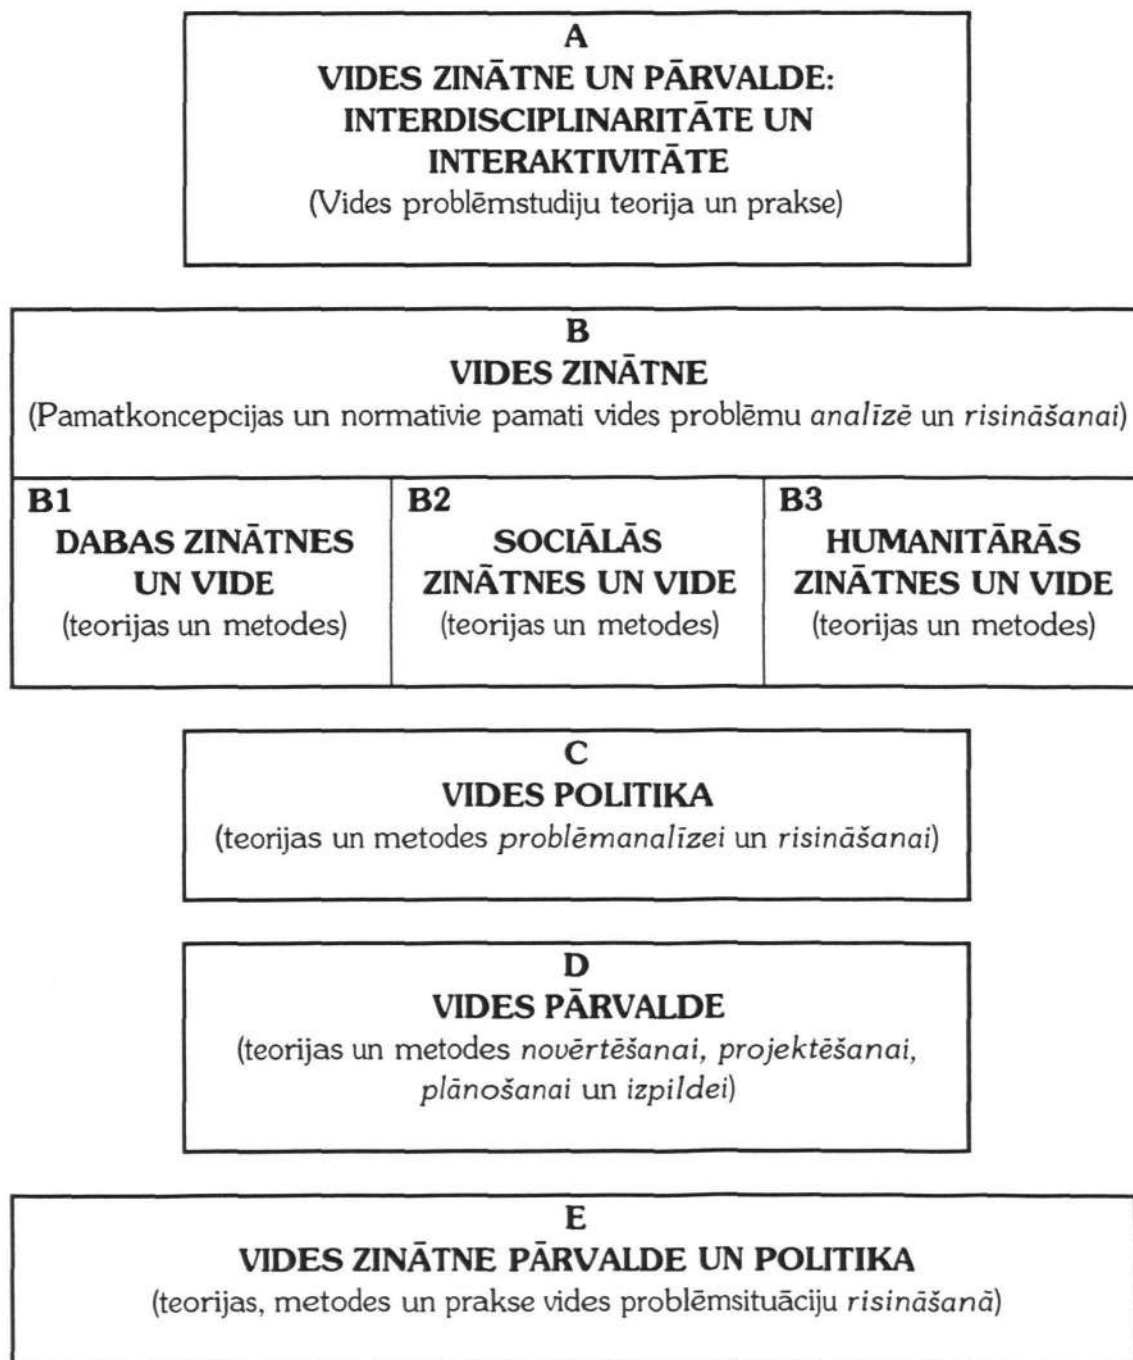 A
VIDES ZINĀTNE UN PĀRVALDE:
INTERDISCIPLINARITĀTE UN
INTERAKTIVITĀTE
(Vides problēmstudiju teorija un prakse)
B
VIDES ZINĀTNE
(Pamatkoncepcijas un normatīvie pamati vides problēmu analīzē un risināšanai)
B1
DABAS ZINĀTNES
UN VIDE
(teorijas un metodes)
B2
SOCIĀLĀS
ZINĀTNES UN VIDE
(teorijas un metodes)
B3
HUMANITĀRĀS
ZINĀTNES UN VIDE
(teorijas un metodes)
C
VIDES POLITIKA
(teorijas un metodes problēmanalīzei un risināšanai)
D
VIDES PĀRVALDE
(teorijas un metodes novērtēšanai, projektēšanai,
plānošanai un izpildei)
E
VIDES ZINĀTNE PĀRVALDE UN POLITIKA
(teorijas, metodes un prakse vides problēmsituāciju risināšanā)